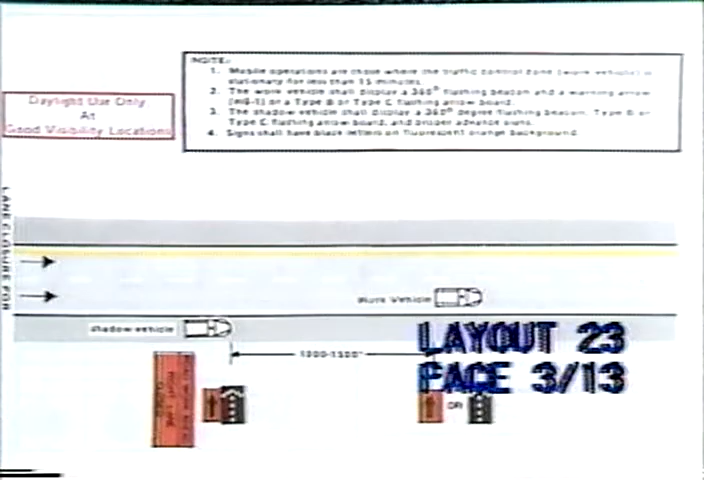 NOTE:
1. Mobile operations are those where the traffic control zone (work vehicle) is
stationary for less than 15 minutes.
2. The work vehicle shall display a 360° flashing beacon and a warning arrow
or a Type B or Type C flashing arrow board.
3. The shadow vehicle shall display a 360° degree flashing beacon, Type B or
Type C flashing arrow board, and proper advance signs.
4. Signs shall have black letters on fluorescent orange background.
Daylight Use Only
At
Good Visibility Locations
LANE CLOSURE FOR
Work Vehicle
Shadow vehicle
1000-1500'
LAYOUT 23
PAGE 3/13
RIGHT LANE
CLOSED
OR